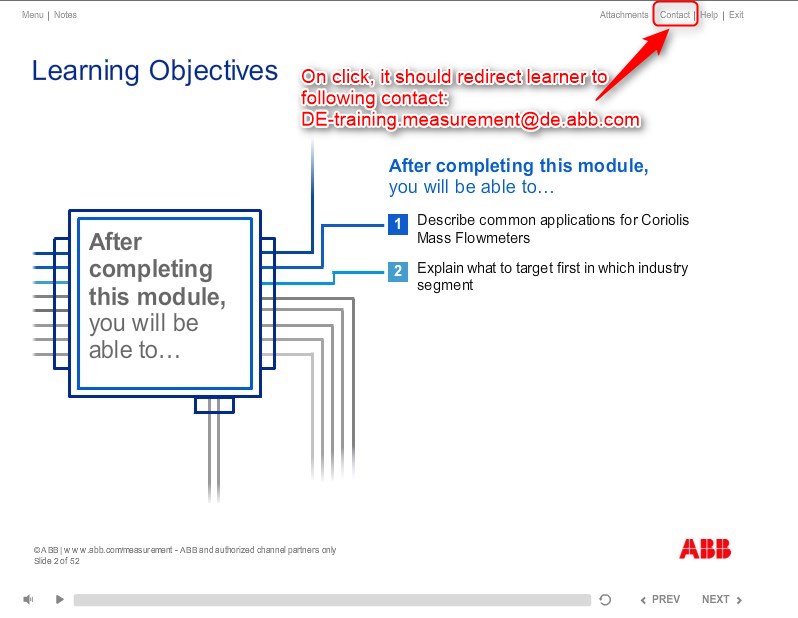 Menu | Notes
Attachments Contact | Help | Exit
Learning Objectives
On click, it should redirect learner to
following contact:
DE-training.measurement@de.abb.com
After completing this module,
you will be able to…
1 Describe common applications for Coriolis
Mass Flowmeters
2 Explain what to target first in which industry
segment
After
completing
this module,
you will be
able to…
©ABB | www.abb.com/measurement - ABB and authorized channel partners only
Slide 2 of 52
ABB
PREV NEXT